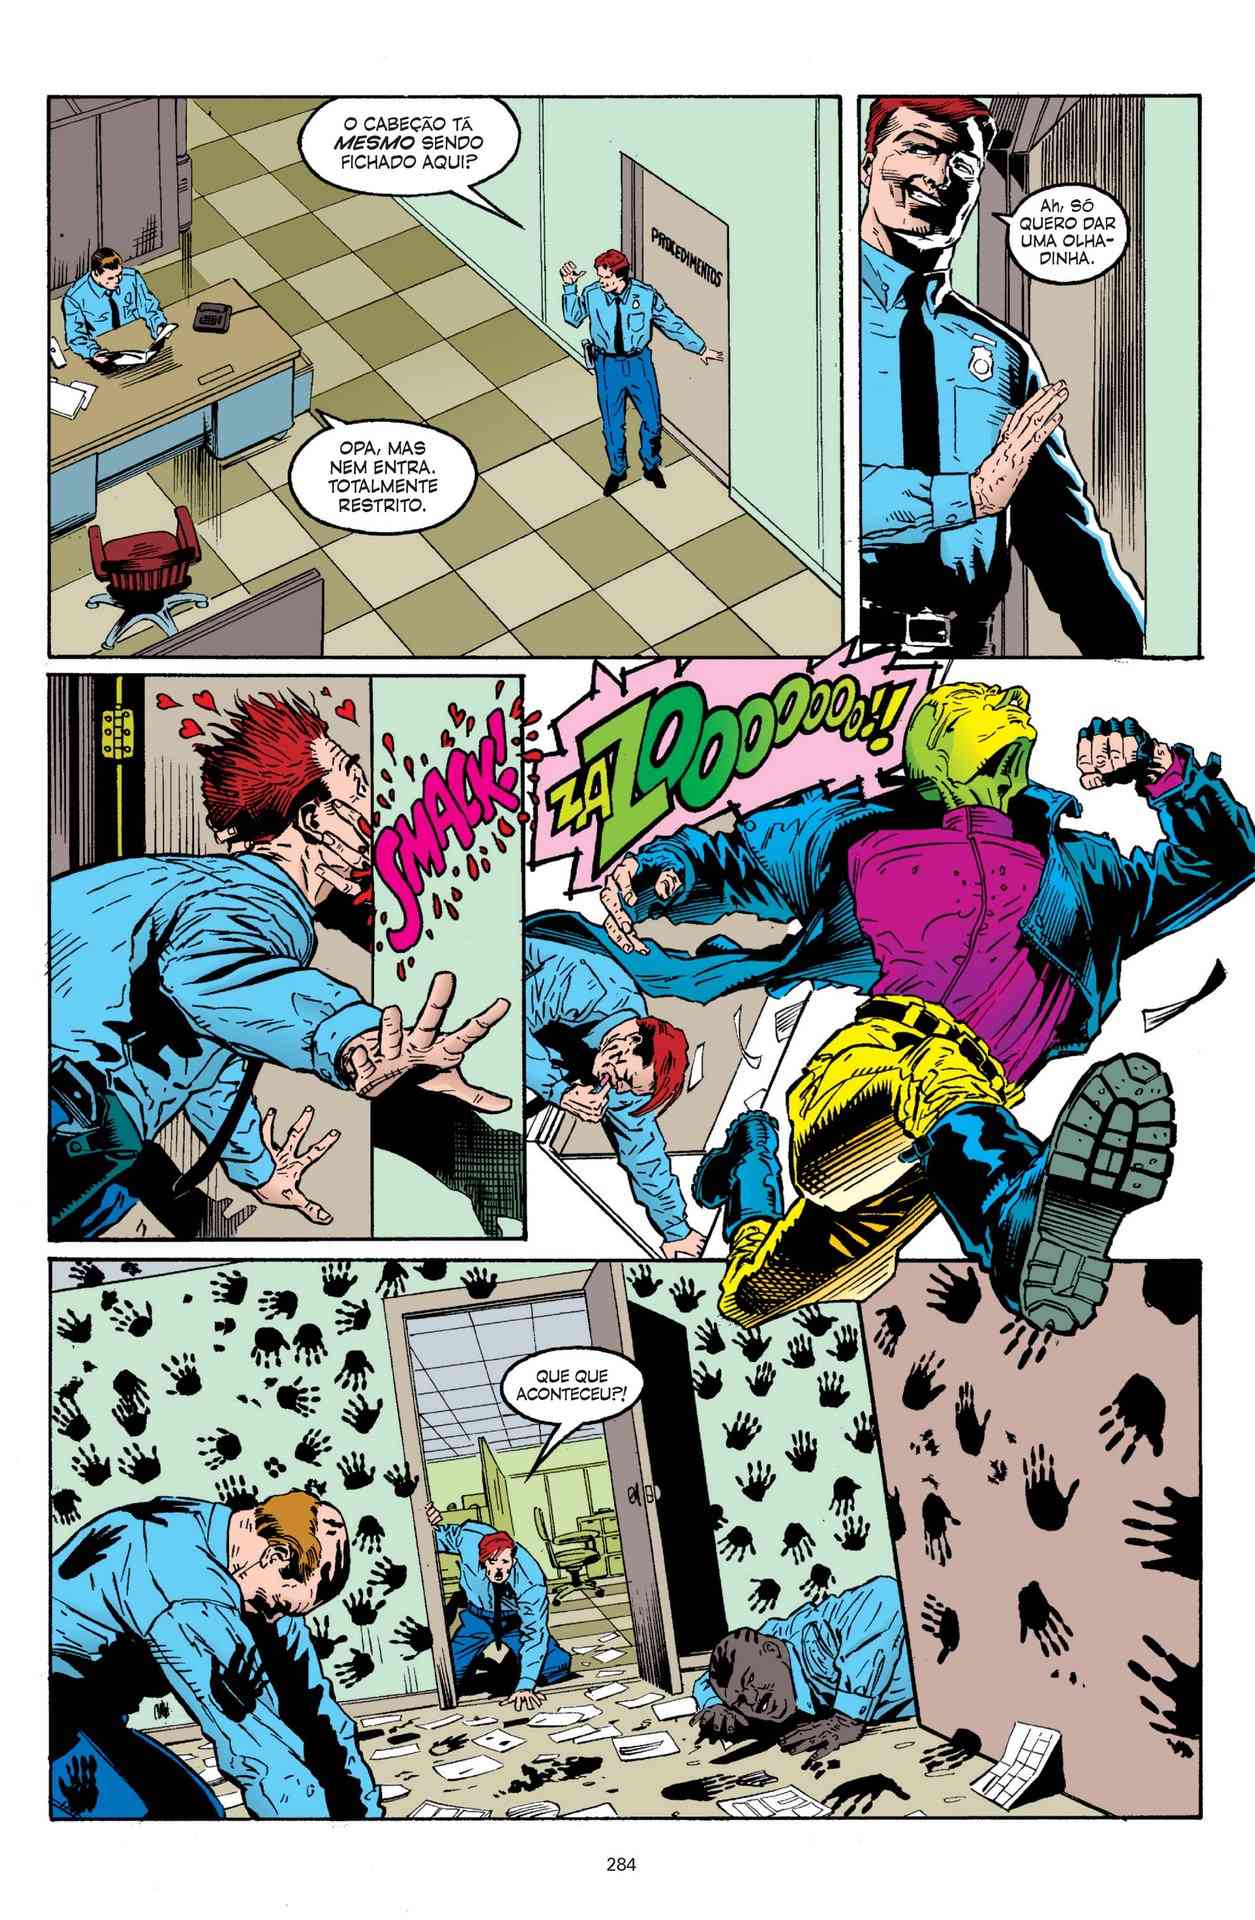 O CABEÇÃO TÁ
MESMO SENDO
FICHADO AQUI?
PROCEDIMENTOS
OPA, MAS
NEM ENTRA.
TOTALMENTE
RESTRITO.
Ah, SÓ
QUERO DAR
UMA OLHA-
DINHA.
SMACK!
ZAZOOOOOOOO!!
QUE QUE
ACONTECEU?!
284